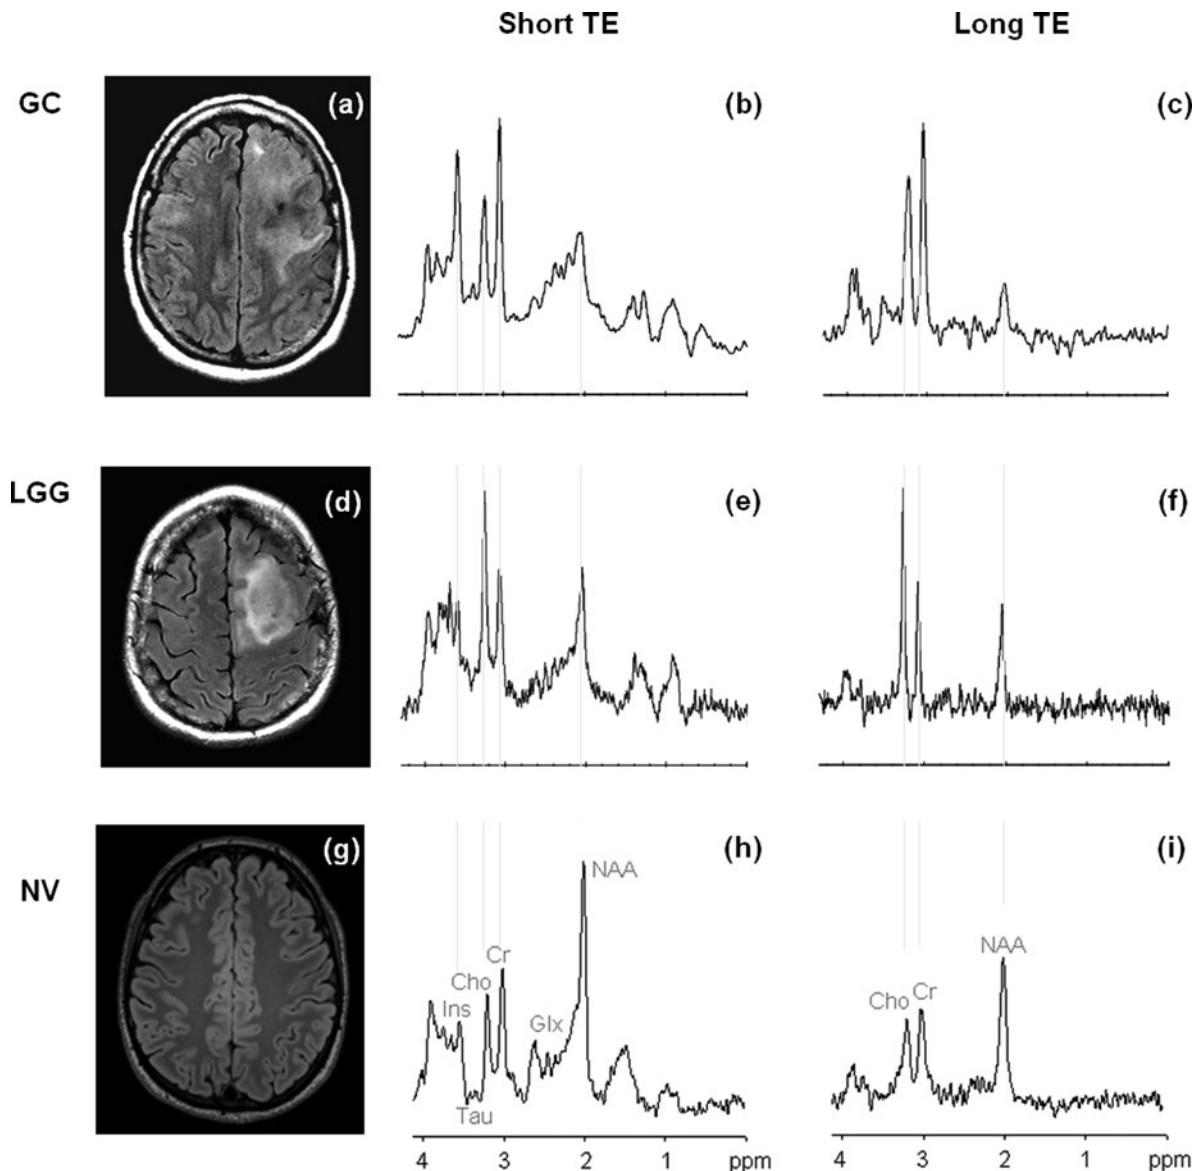 Short TE Long TE
GC (a) (b) (c)
LGG (d) (e) (f)
NV (g) (h) (i)
NAA
Cr
Cho
Ins
Glx
Tau
NAA
Cho Cr
4 3 2 1 ppm 4 3 2 1 ppm